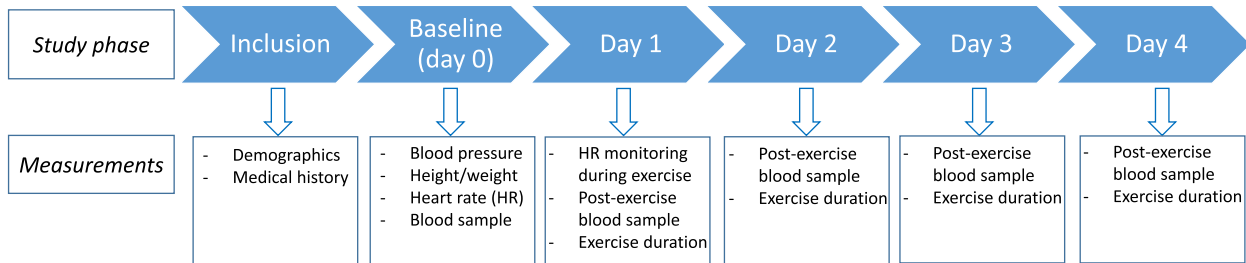 Study phase
Inclusion
Baseline
(day 0)
Day 1
Day 2
Day 3
Day 4
Measurements
- Demographics
- Medical history
- Blood pressure
- Height/weight
- Heart rate (HR)
- Blood sample
- HR monitoring
during exercise
- Post-exercise
blood sample
- Exercise duration
- Post-exercise
blood sample
- Exercise duration
- Post-exercise
blood sample
- Exercise duration
- Post-exercise
blood sample
- Exercise duration